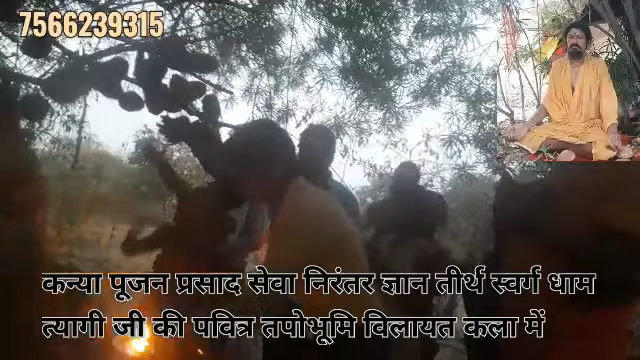 7566239315
कन्या पूजन प्रसाद सेवा निरंतर ज्ञान तीर्थ स्वर्ग धाम
त्यागी जी की पवित्र तपोभूमि विलायत कला में